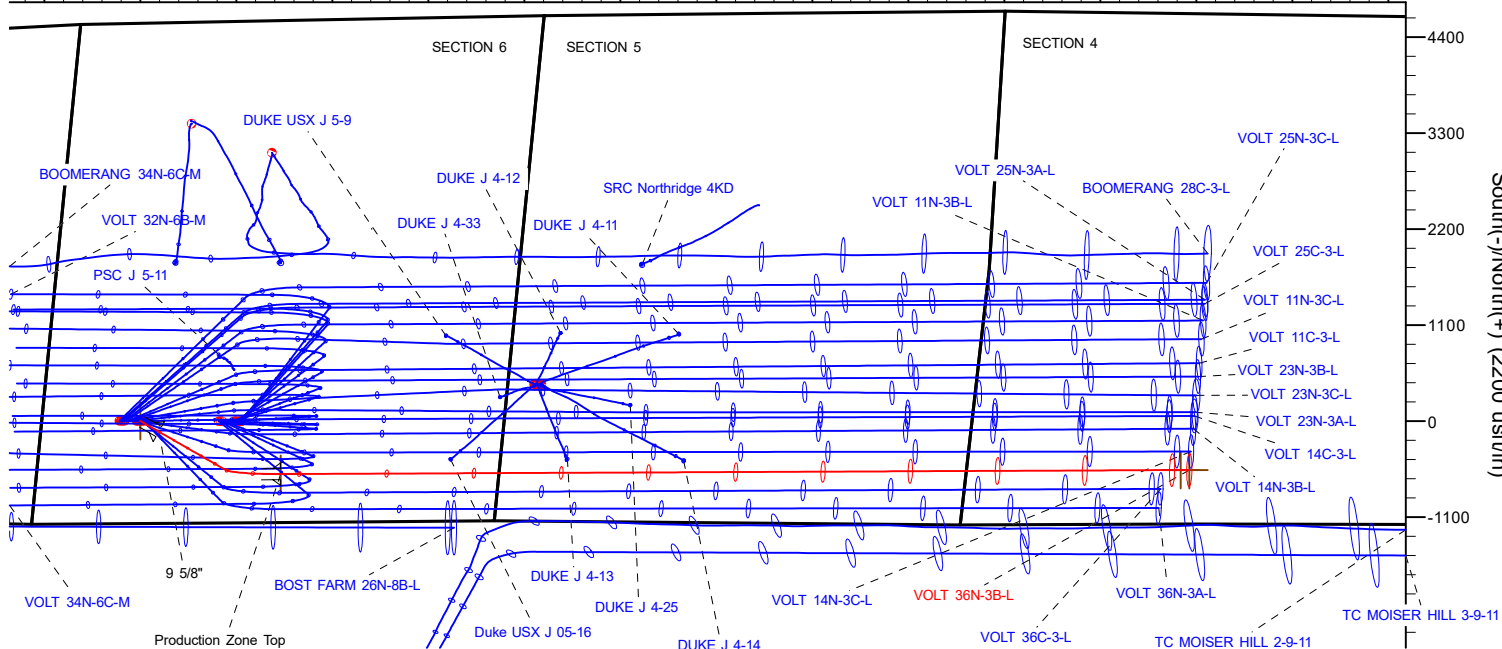 SECTION 6
SECTION 5
SECTION 4
4400
3300
2200
1100
0
-1100
South(-)/North(+) (2200 usft/in)
DUKE USX J 5-9
BOOMERANG 34N-6C-M
VOLT 32N-6B-M
PSC J 5-11
DUKE J 4-12
DUKE J 4-33
SRC Northridge 4KD
DUKE J 4-11
VOLT 25N-3A-L
VOLT 11N-3B-L
BOOMERANG 28C-3-L
VOLT 25N-3C-L
VOLT 25C-3-L
VOLT 11N-3C-L
VOLT 11C-3-L
VOLT 23N-3B-L
VOLT 23N-3C-L
VOLT 23N-3A-L
VOLT 14C-3-L
VOLT 14N-3B-L
9 5/8"
VOLT 34N-6C-M
Production Zone Top
BOST FARM 26N-8B-L
DUKE J 4-13
DUKE J 4-25
Duke USX J 05-16
DUKE J 4-14
VOLT 14N-3C-L
VOLT 36N-3B-L
VOLT 36C-3-L
VOLT 36N-3A-L
TC MOISER HILL 2-9-11
TC MOISER HILL 3-9-11